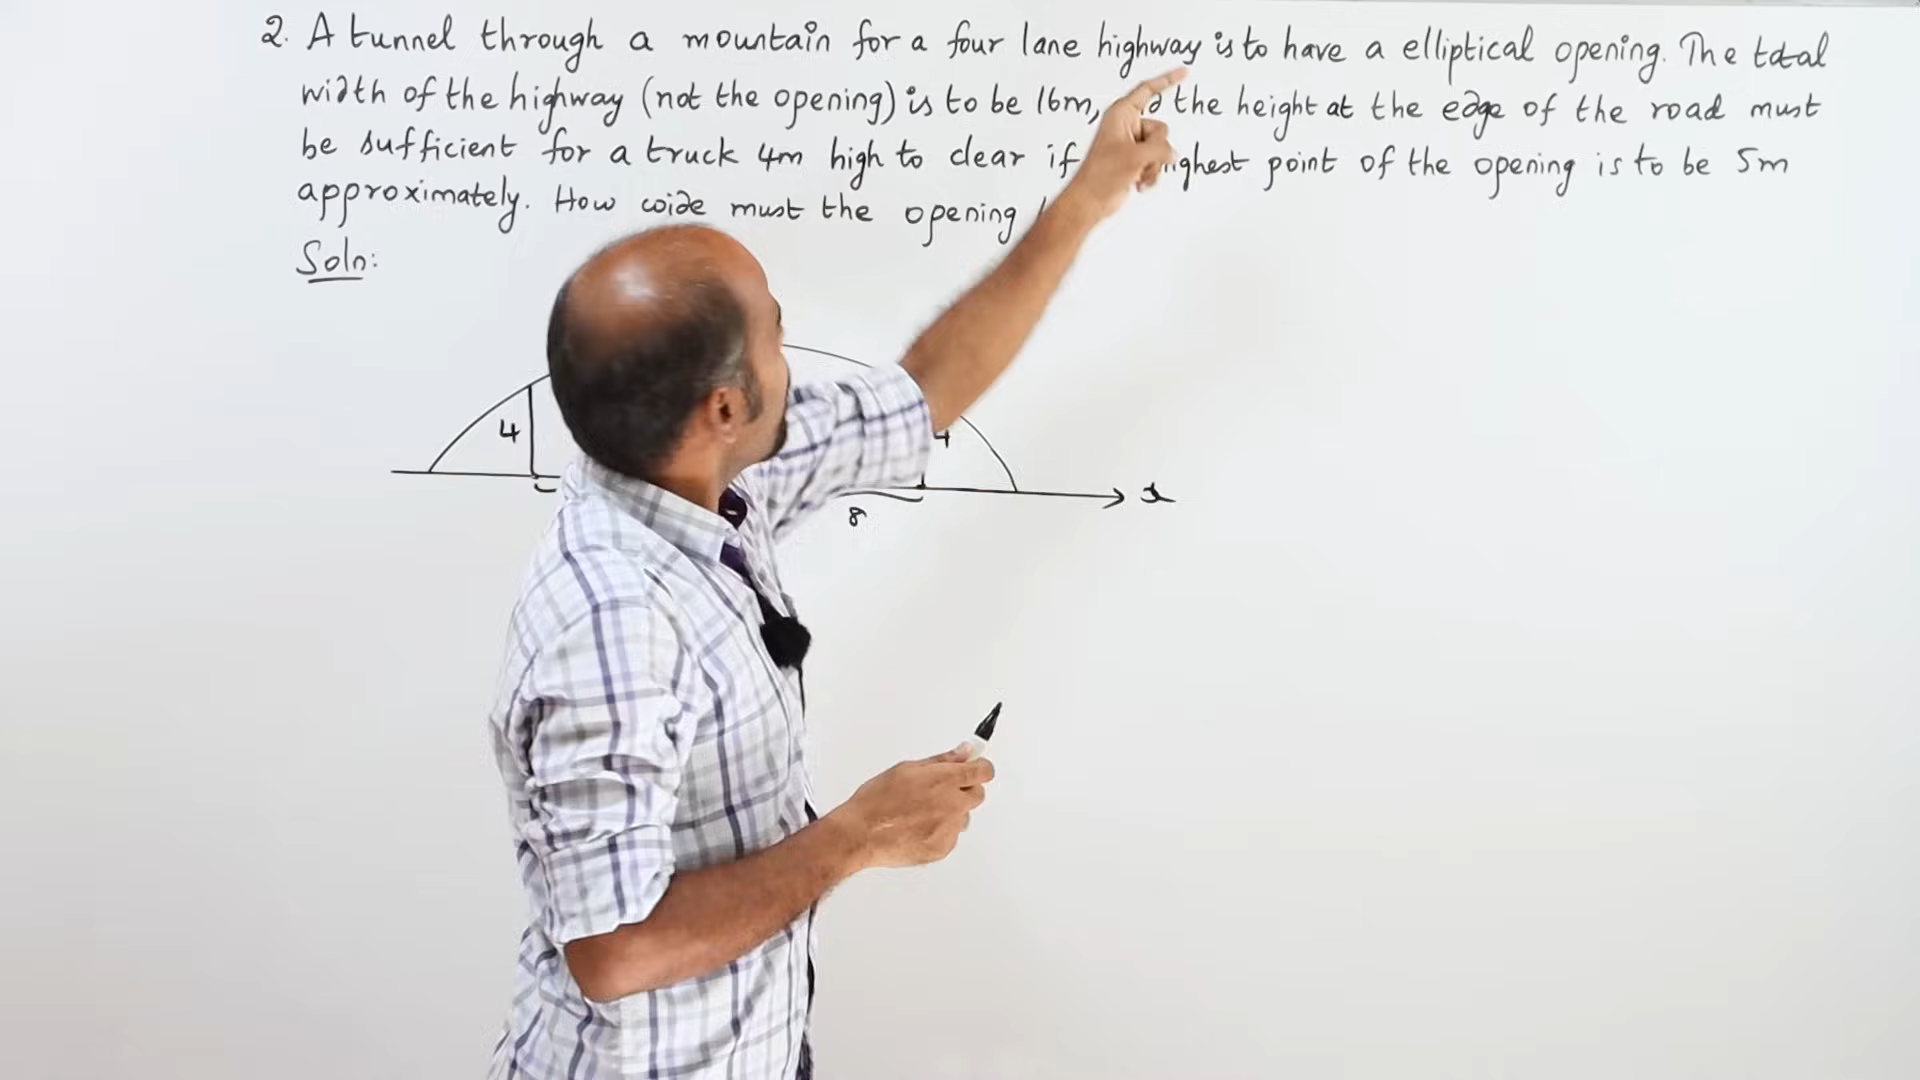 2. A tunnel through a mountain for a four lane highway is to have a elliptical opening. The total
width of the highway (not the opening) is to be 16m, the height at the edge of the road must
be sufficient for a truck 4m high to clear if highest point of the opening is to be 5m
approximately. How wide must the opening
Soln:
4
4
x
8